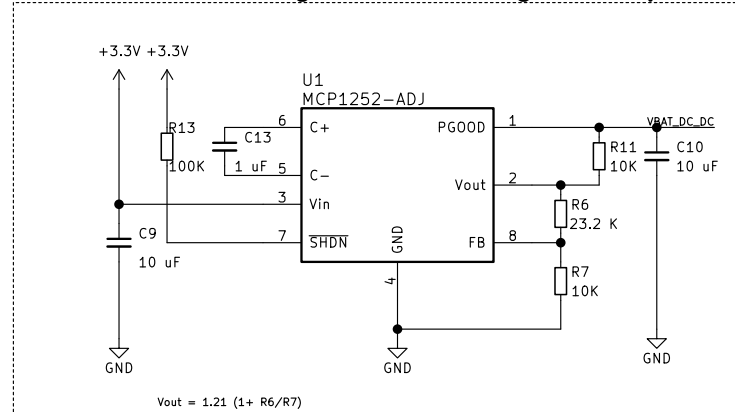 +3.3V +3.3V
U1
MCP1252-ADJ
R13
100K
C13
1 uF
6 C+
5 C-
3 Vin
7 SHDN
GND
4
PGOOD 1
Vout 2
FB 8
VBAT_DC_DC
R11
10K
C10
10 uF
R6
23.2 K
R7
10K
C9
10 uF
GND
GND
GND
Vout = 1.21 (1+ R6/R7)